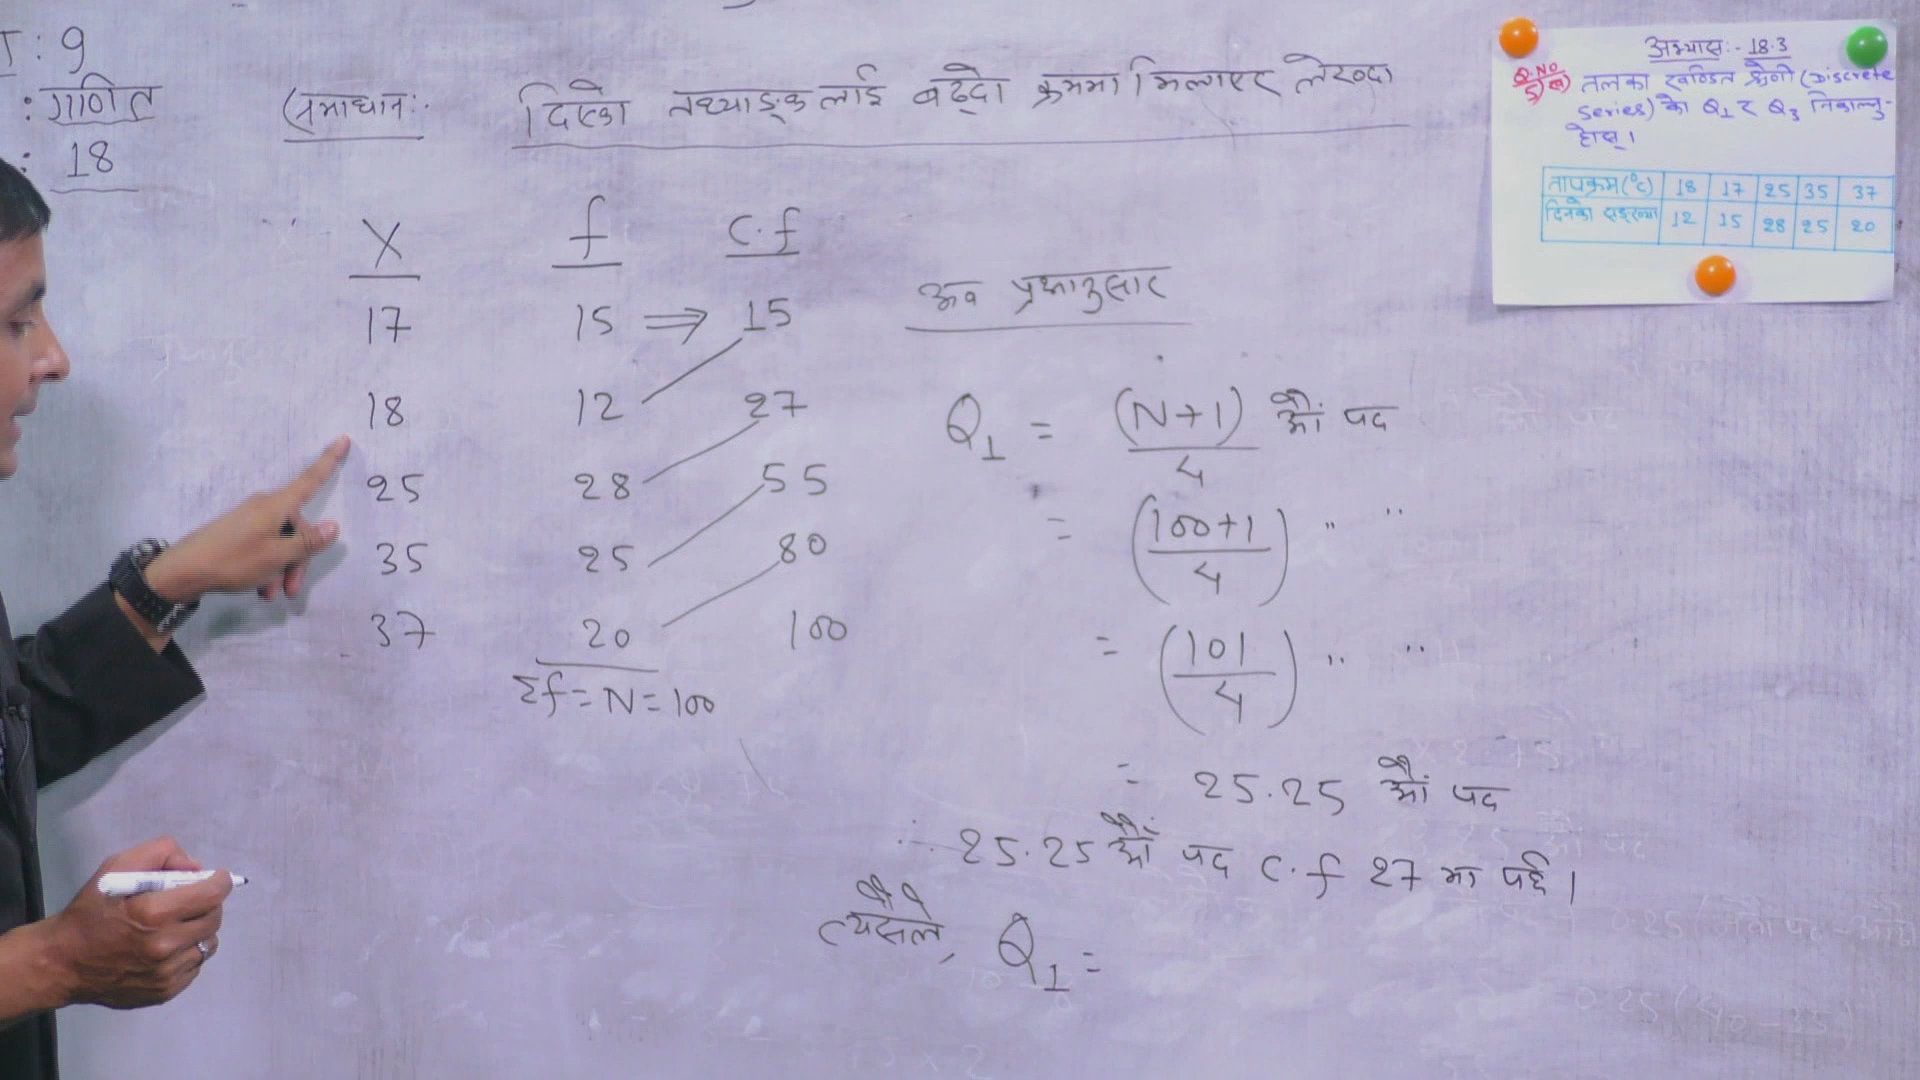 : 9
: गणित
: 18
समाधानः- दिएको तथ्याङ्कलाई बढ्दो क्रममा मिलाएर लेख्दा
X f c.f
17 15 ⇒ 15
18 12 27
25 28 55
35 25 80
37 20 100
Σf = N = 100
अब प्रश्नानुसार
Q₁ = (N+1)/4 औं पद
= (100+1/4) " "
= (101/4) " "
= 25.25 औं पद
∴ 25.25 औं पद c.f 27 मा पर्छ।
त्यसैले, Q₁ =
अभ्यासः- 18.3
Q.NO 5) तलका खण्डित श्रेणी (Discrete
Series) को Q₁ र Q₃ निकाल्नु-
होस्।
तापक्रम(°C) 18 17 25 35 37
दिनको सङ्ख्या 12 15 28 25 20